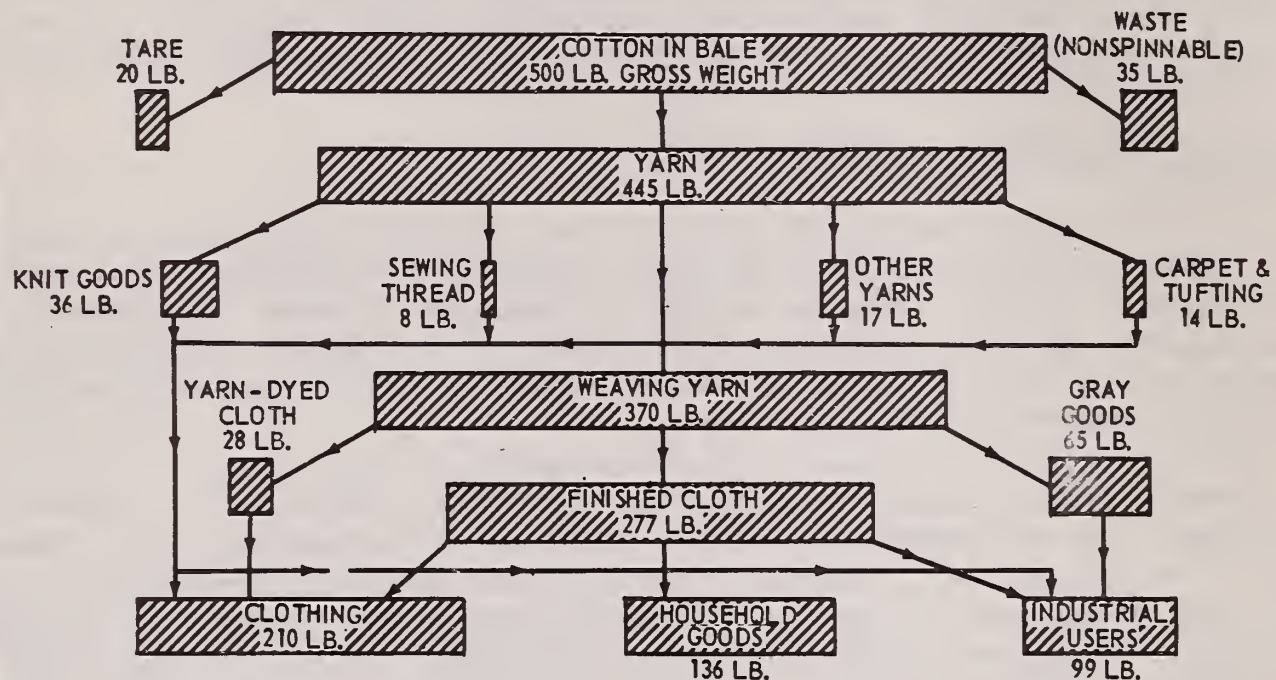 TARE
20 LB.
COTTON IN BALE
500 LB. GROSS WEIGHT
WASTE
(NONSPINNABLE)
35 LB.
YARN
445 LB.
KNIT GOODS
36 LB.
SEWING
THREAD
8 LB.
OTHER
YARNS
17 LB.
CARPET &
TUFTING
14 LB.
YARN-DYED
CLOTH
28 LB.
WEAVING YARN
370 LB.
GRAY
GOODS
65 LB.
FINISHED CLOTH
277 LB.
CLOTHING
210 LB.
HOUSEHOLD
GOODS
136 LB.
INDUSTRIAL
USERS
99 LB.